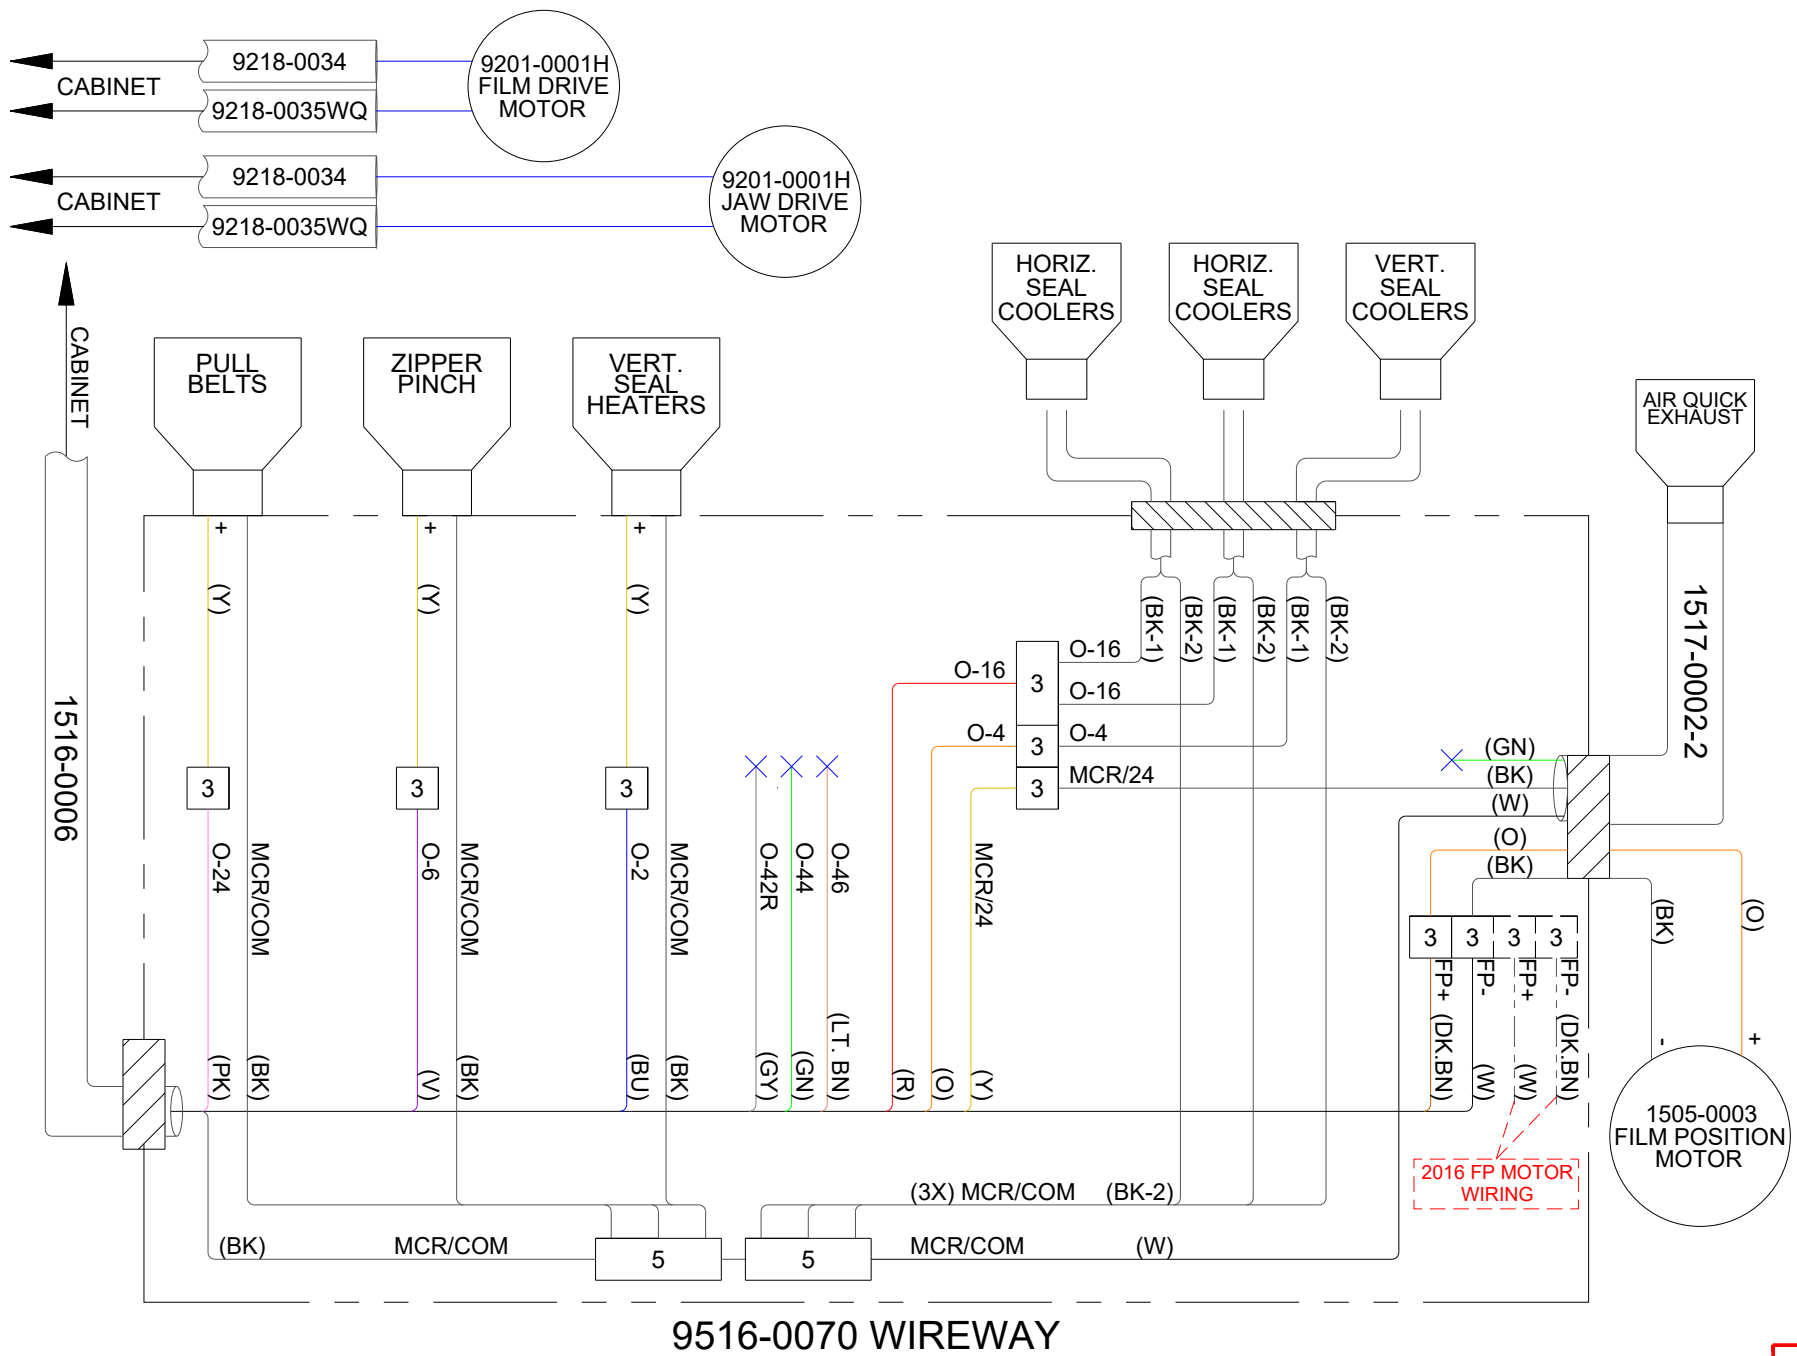 9218-0034
CABINET
9218-0035WQ
9201-0001H
FILM DRIVE
MOTOR
9218-0034
CABINET
9218-0035WQ
9201-0001H
JAW DRIVE
MOTOR
CABINET
1516-0006
PULL
BELTS
ZIPPER
PINCH
VERT.
SEAL
HEATERS
HORIZ.
SEAL
COOLERS
HORIZ.
SEAL
COOLERS
VERT.
SEAL
COOLERS
AIR QUICK
EXHAUST
1517-0002-2
+
+
+
(Y)
(Y)
(Y)
(BK-1)
(BK-2)
(BK-1)
(BK-2)
(BK-1)
(BK-2)
O-16
O-16
3
O-16
O-4
3
O-4
3
MCR/24
3
3
3
(GN)
(BK)
(W)
(O)
(BK)
O-24
MCR/COM
O-6
MCR/COM
O-2
MCR/COM
O-42R
O-44
O-46
MCR/24
3
3
3
3
FP+
FP-
FP+
FP-
(BK)
(O)
-
+
(PK)
(BK)
(V)
(BK)
(BU)
(BK)
(GY)
(GN)
(LT. BN)
(R)
(O)
(Y)
(DK.BN)
(W)
(W)
(DK.BN)
1505-0003
FILM POSITION
MOTOR
2016 FP MOTOR
WIRING
(3X) MCR/COM (BK-2)
(BK)
MCR/COM
5
5
MCR/COM
(W)
9516-0070 WIREWAY